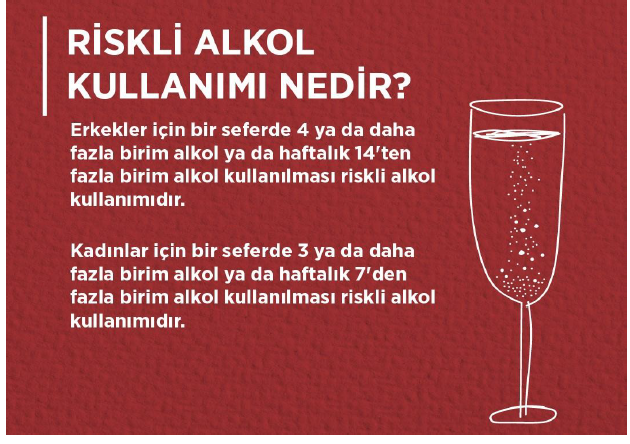 RİSKLİ ALKOL
KULLANIMI NEDİR?
Erkekler için bir seferde 4 ya da daha
fazla birim alkol ya da haftalık 14'ten
fazla birim alkol kullanılması riskli alkol
kullanımıdır.
Kadınlar için bir seferde 3 ya da daha
fazla birim alkol ya da haftalık 7'den
fazla birim alkol kullanılması riskli alkol
kullanımıdır.